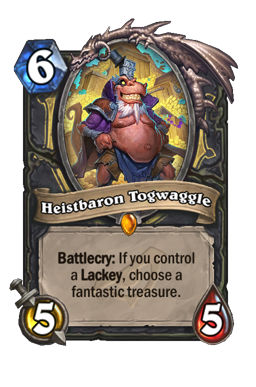 6
Heistbaron Togwaggle
Battlecry: If you control
a Lackey, choose a
fantastic treasure.
5 5